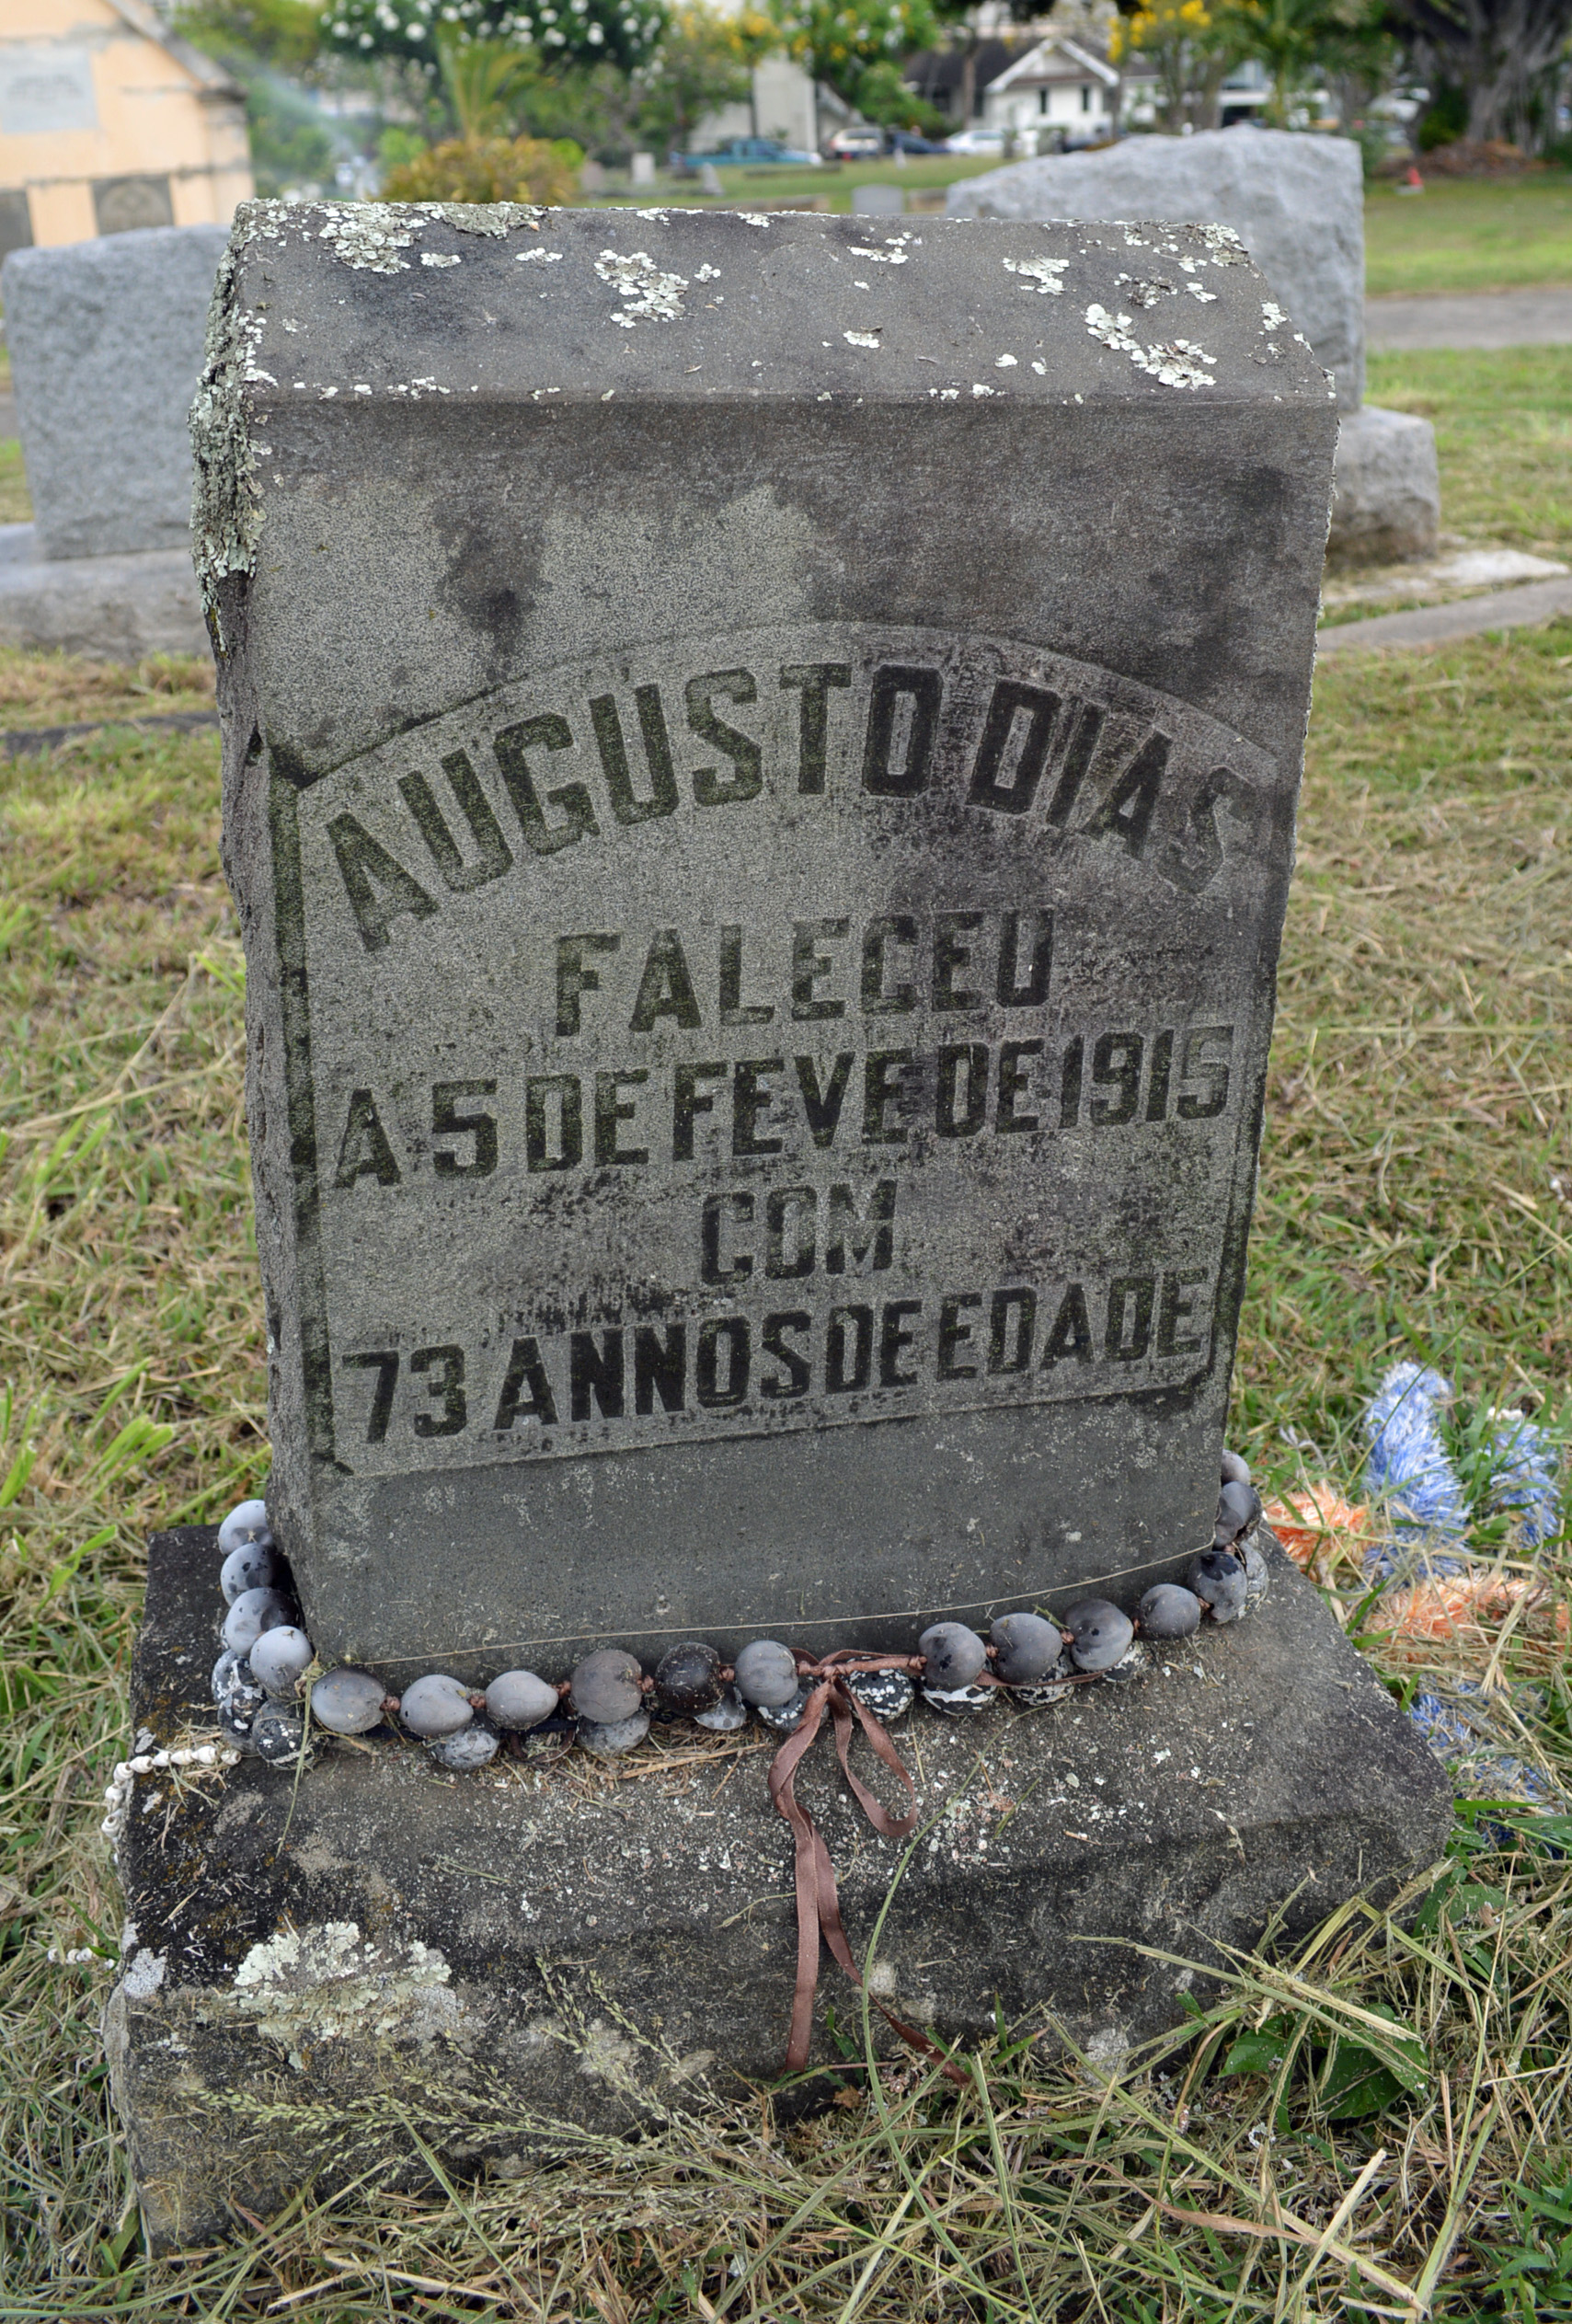 AUGUSTO DIAS
FALECEU
A 5 DE FEVE DE 1915
COM
73 ANNOS DE EDADE